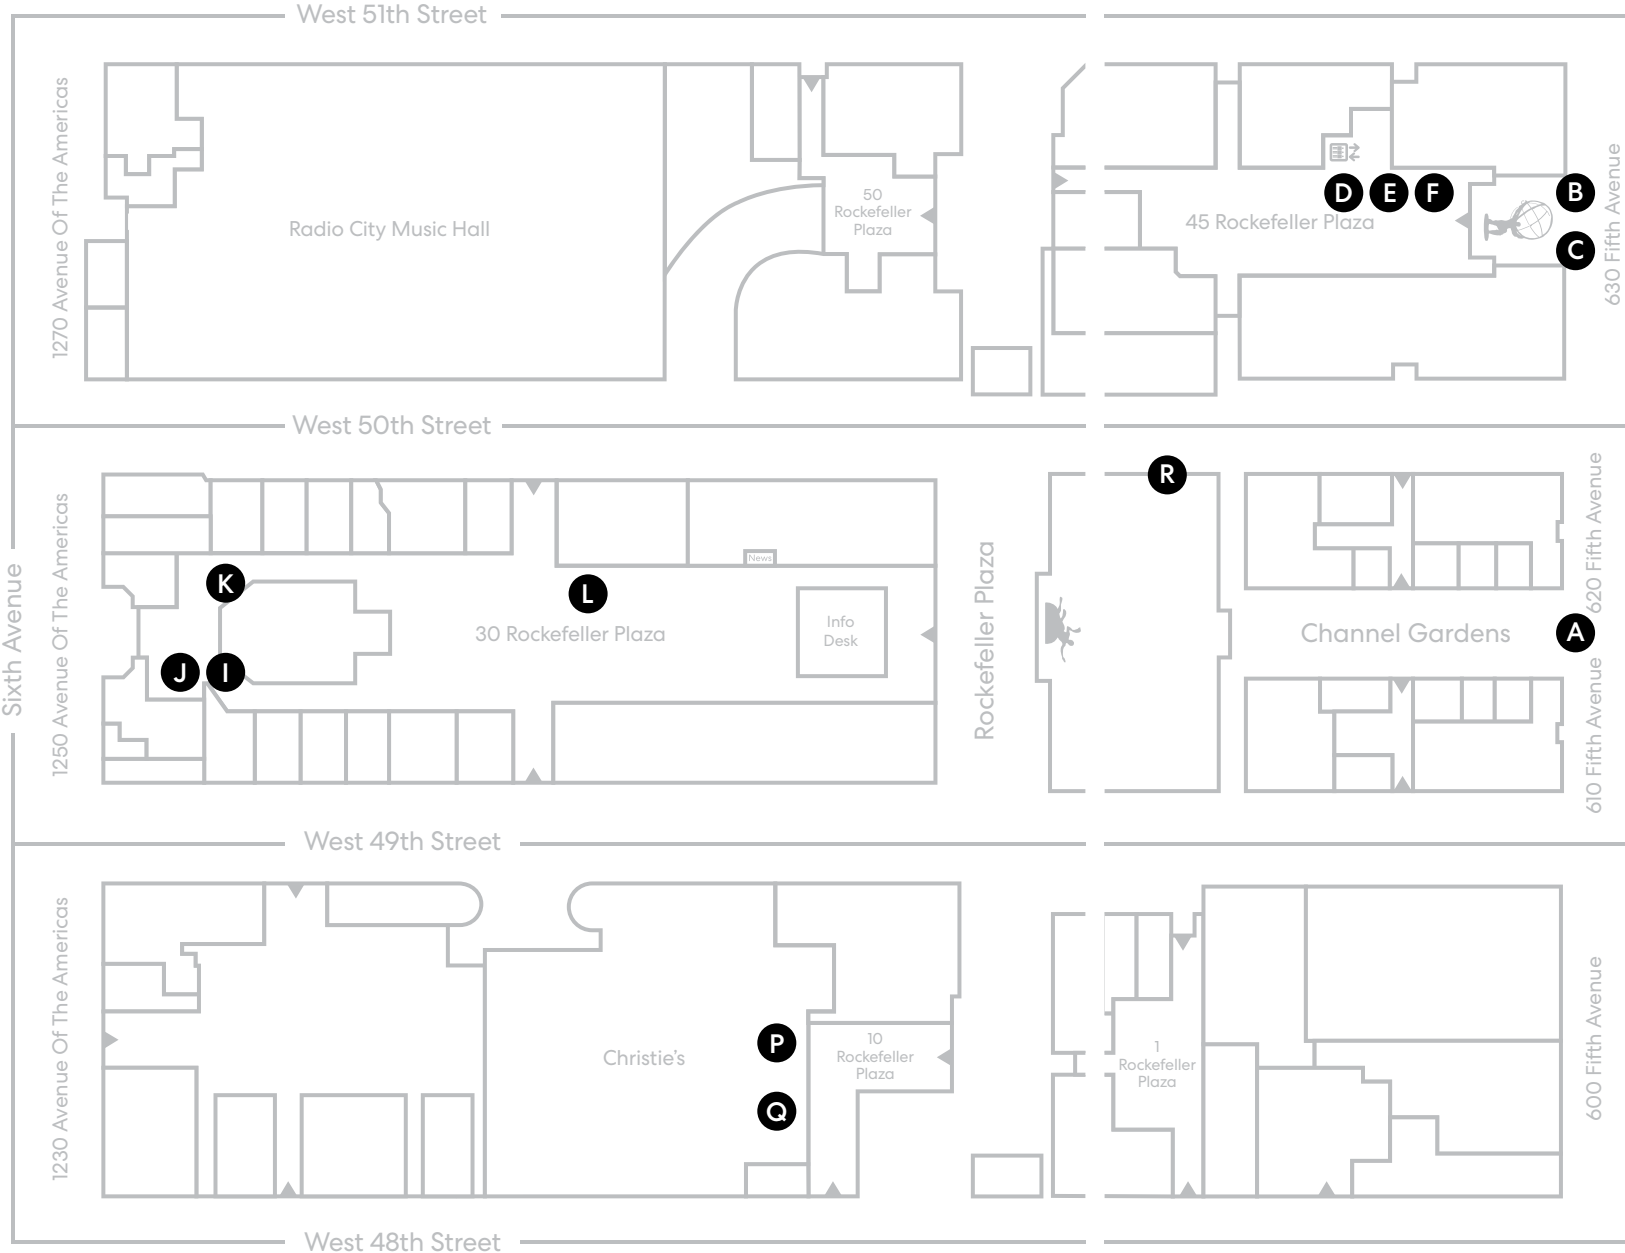 West 51th Street
1270 Avenue Of The Americas
Radio City Music Hall
50
Rockefeller
Plaza
45 Rockefeller Plaza
D
E
F
B
C
630 Fifth Avenue
West 50th Street
Sixth Avenue
1250 Avenue Of The Americas
K
J
I
L
30 Rockefeller Plaza
News
Info
Desk
Rockefeller Plaza
R
Channel Gardens
A
620 Fifth Avenue
610 Fifth Avenue
West 49th Street
1230 Avenue Of The Americas
Christie's
P
Q
10
Rockefeller
Plaza
1
Rockefeller
Plaza
600 Fifth Avenue
West 48th Street